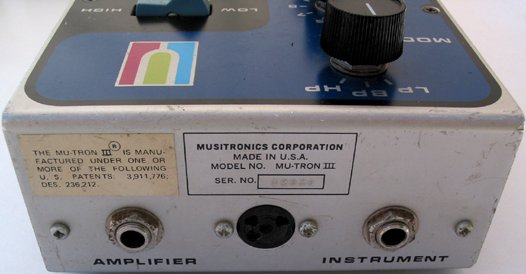 HIGH
LOW
MODE
LP BP HP
THE MU-TRON III® IS MANU-
FACTURED UNDER ONE OR
MORE OF THE FOLLOWING
U. S. PATENTS: 3,911,776;
DES. 236,212.
MUSITRONICS CORPORATION
MADE IN U.S.A.
MODEL NO. MU-TRON III
SER. NO.
AMPLIFIER
INSTRUMENT